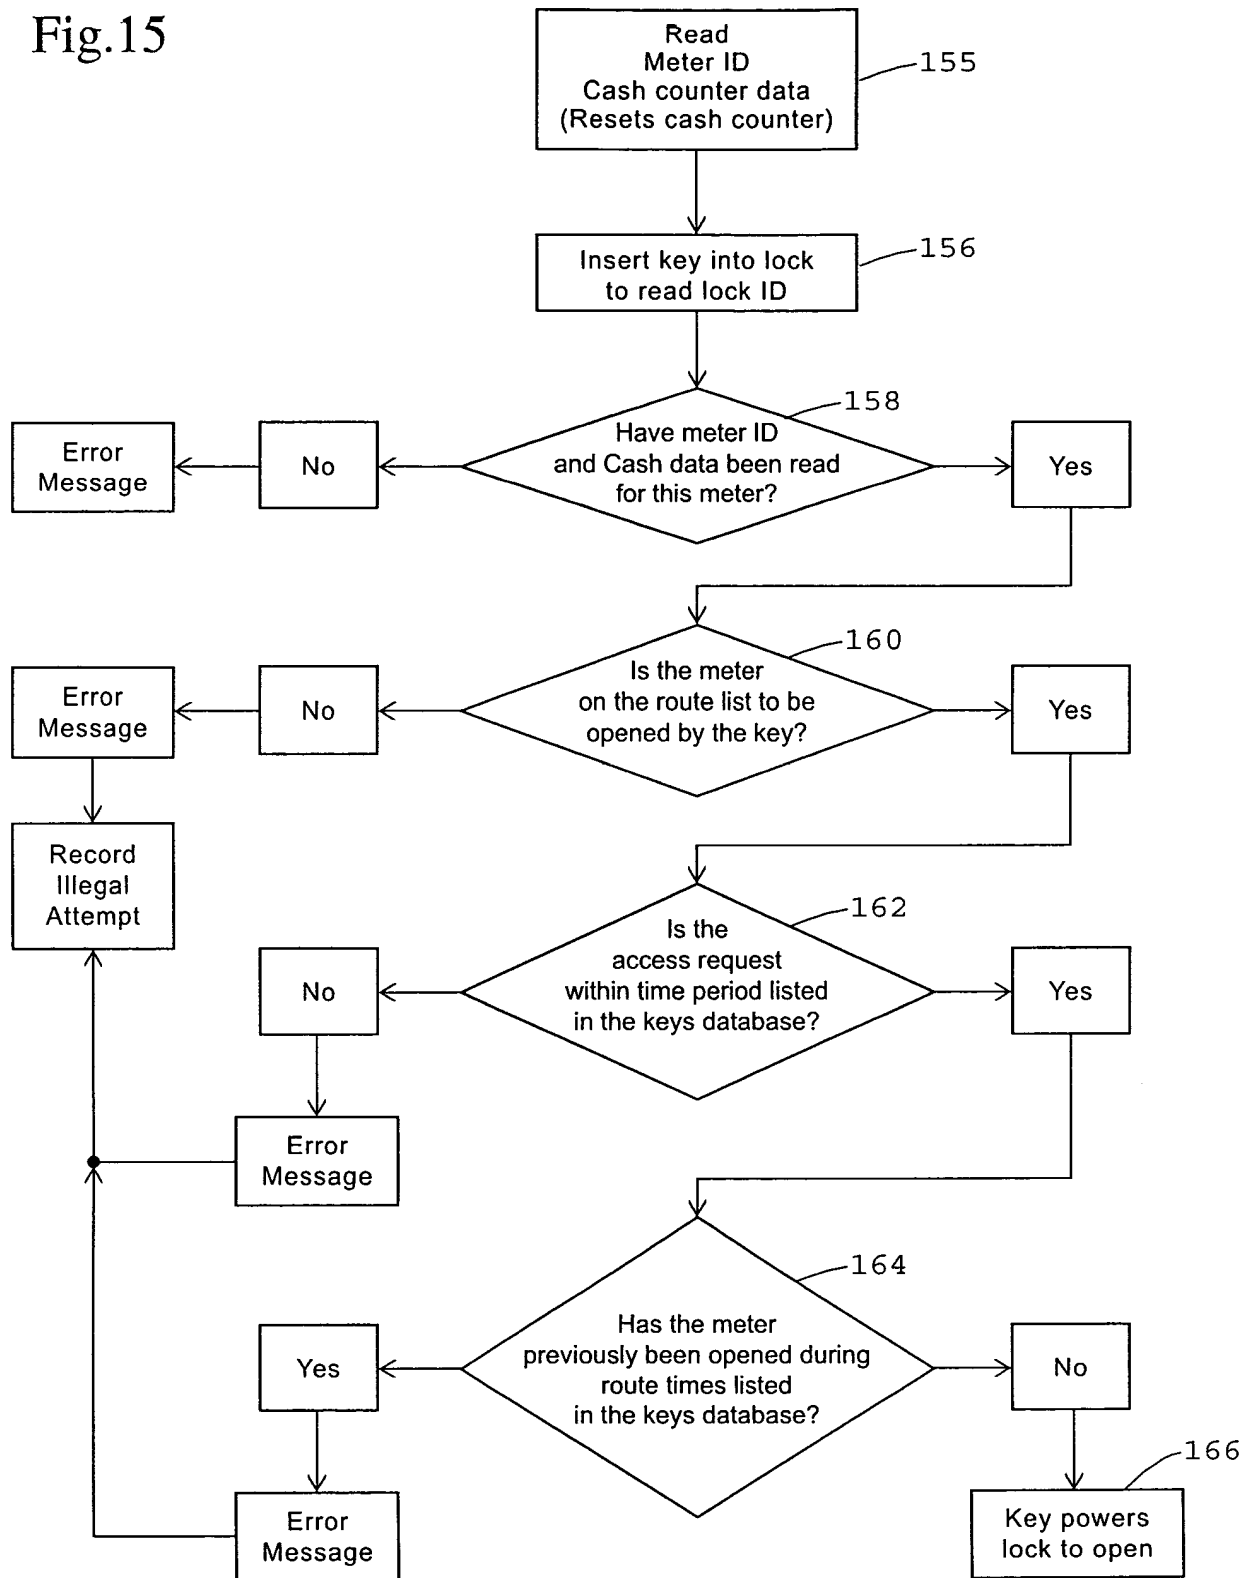 Fig.15
Read
Meter ID
Cash counter data
(Resets cash counter)
155
Insert key into lock
to read lock ID
156
158
Have meter ID
and Cash data been read
for this meter?
Error
Message
No
Yes
160
Is the meter
on the route list to be
opened by the key?
Error
Message
No
Yes
Record
Illegal
Attempt
162
Is the
access request
within time period listed
in the keys database?
No
Yes
Error
Message
164
Has the meter
previously been opened during
route times listed
in the keys database?
Yes
No
Error
Message
166
Key powers
lock to open